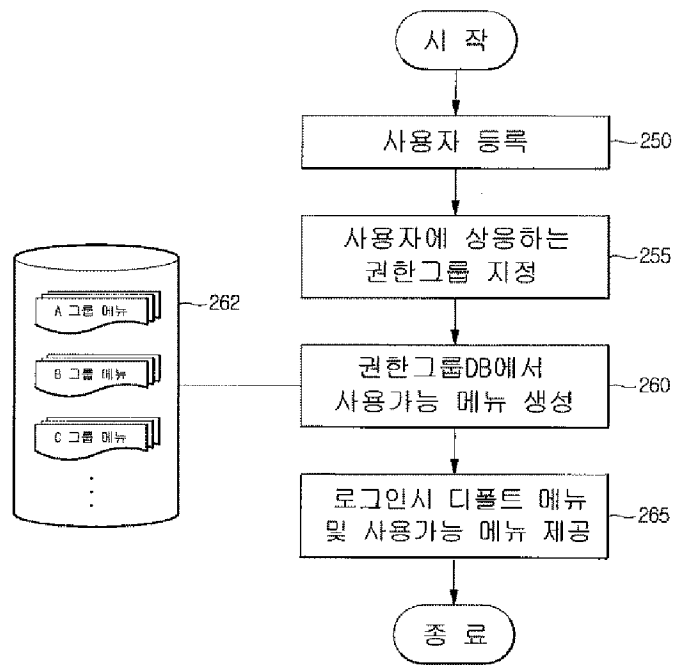 시 작
사용자 등록
250
사용자에 상응하는
권한그룹 지정
255
262
A 그룹 메뉴
B 그룹 메뉴
C 그룹 메뉴
권한그룹DB에서
사용가능 메뉴 생성
260
로그인시 디폴트 메뉴
및 사용가능 메뉴 제공
265
종 료